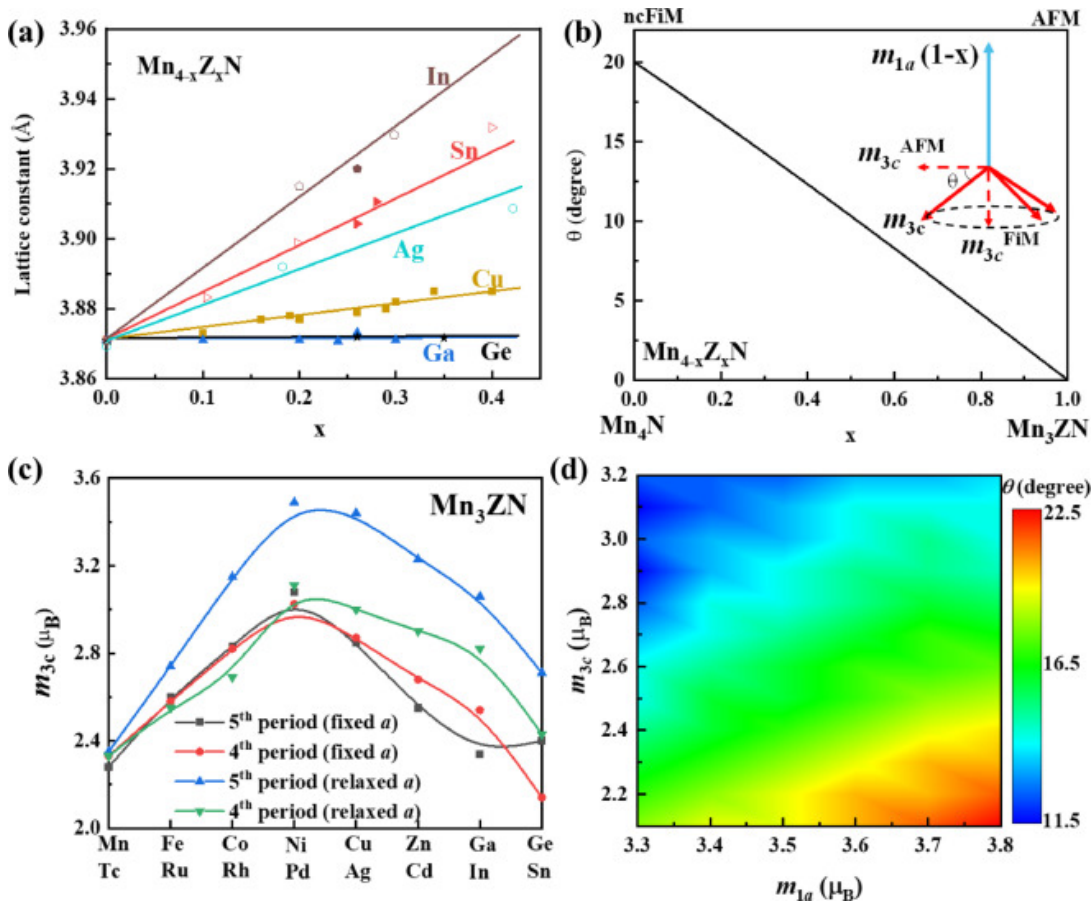 (a)
Mn4-xZxN
In
Sn
Ag
Cu
Ga
Ge
Lattice constant (Å)
3.96
3.94
3.92
3.90
3.88
3.86
0.0 0.1 0.2 0.3 0.4
x
(b)
ncFiM
AFM
m1a (1-x)
m3c AFM
θ
m3c
m3c FiM
θ (degree)
20
15
10
5
0
Mn4-xZxN
0.0 0.2 0.4 0.6 0.8 1.0
Mn4N
x
Mn3ZN
(c)
Mn3ZN
m3c (μB)
3.6
3.2
2.8
2.4
2.0
5th period (fixed a)
4th period (fixed a)
5th period (relaxed a)
4th period (relaxed a)
Mn Fe Co Ni Cu Zn Ga Ge
Tc Ru Rh Pd Ag Cd In Sn
(d)
m3c (μB)
3.2
3.0
2.8
2.6
2.4
2.2
3.3 3.4 3.5 3.6 3.7 3.8
m1a (μB)
θ (degree)
22.5
16.5
11.5